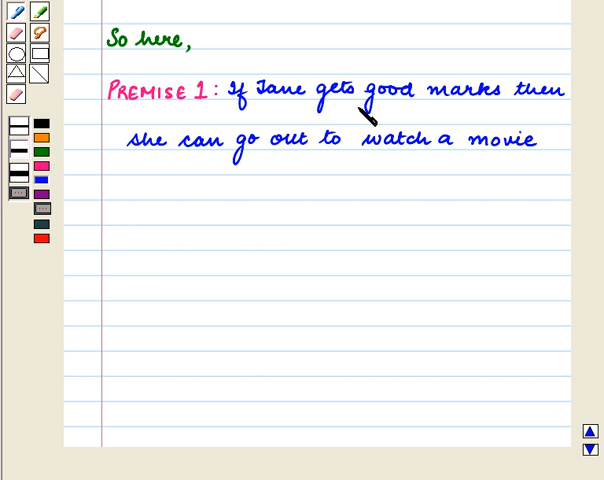 So here,
PREMISE 1: If Jane gets good marks then
she can go out to watch a movie